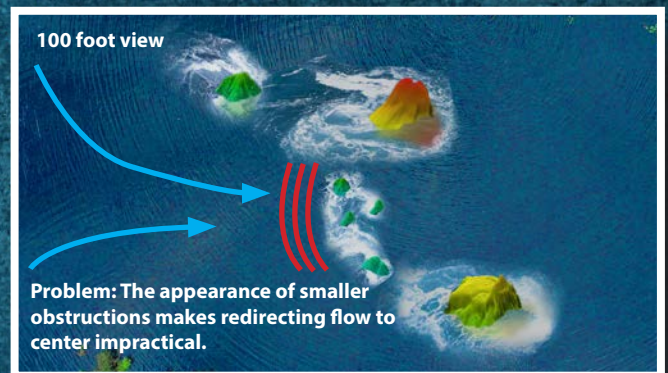 100 foot view
Problem: The appearance of smaller
obstructions makes redirecting flow to
center impractical.